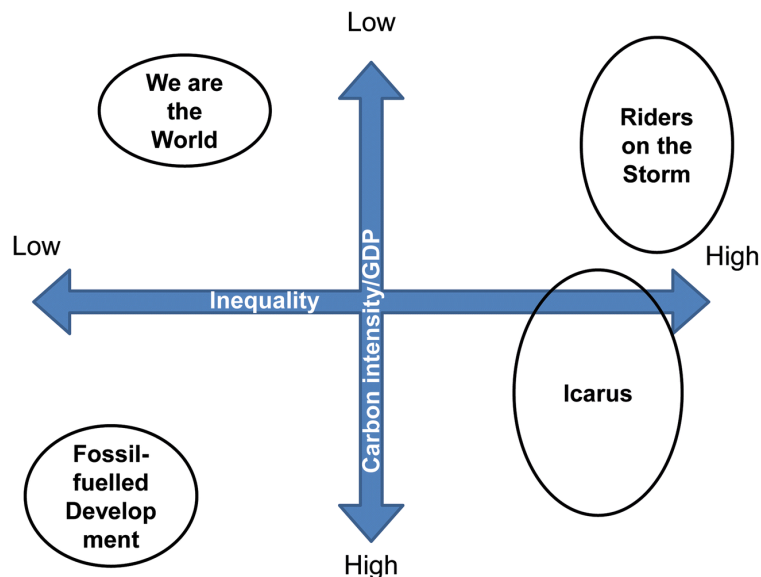 Low
We are
the
World
Riders
on the
Storm
Low
High
Inequality
Carbon intensity/GDP
Icarus
Fossil-
fuelled
Develop
ment
High